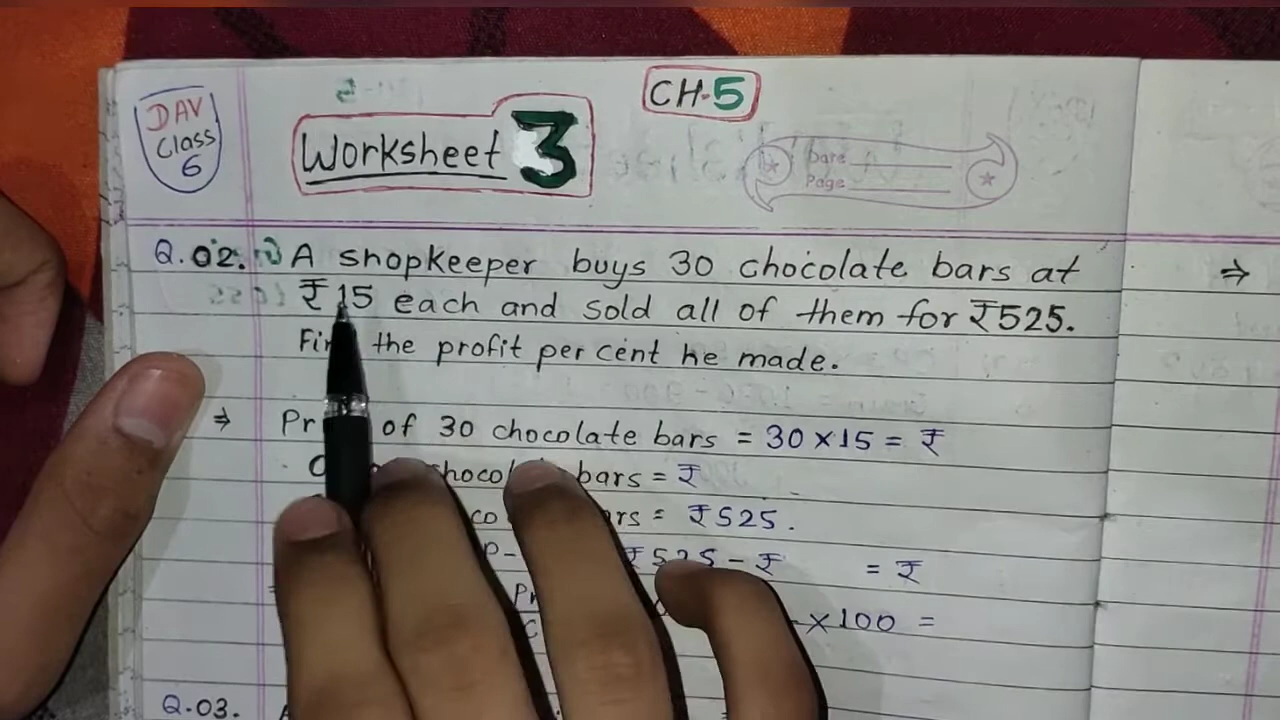 CH-5
DAV
Class
6
Worksheet 3
Date
Page
Q.02. i) A shopkeeper buys 30 chocolate bars at
₹15 each and sold all of them for ₹525.
the profit per cent he made.
⇒ of 30 chocolate bars = 30×15 = ₹
bars = ₹
= ₹525.
₹525 - ₹ = ₹
×100 =
Q.03.
⇒